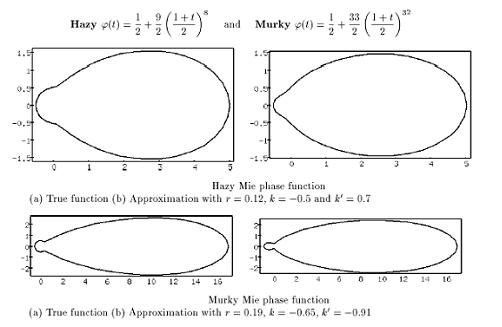 Hazy φ(t) = 1/2 + 9/2 ((1+t)/2)^8 and Murky φ(t) = 1/2 + 33/2 ((1+t)/2)^32
1.5 1 0.5 0 -0.5 -1 -1.5
0 1 2 3 4 5
1.5 1 0.5 0 -0.5 -1 -1.5
0 1 2 3 4 5
Hazy Mie phase function
(a) True function (b) Approximation with r = 0.12, k = −0.5 and k′ = 0.7
2 1 0 -1 -2
0 2 4 6 8 10 12 14 16
2 1 0 -1 -2
0 2 4 6 8 10 12 14 16
Murky Mie phase function
(a) True function (b) Approximation with r = 0.19, k = −0.65, k′ = −0.91